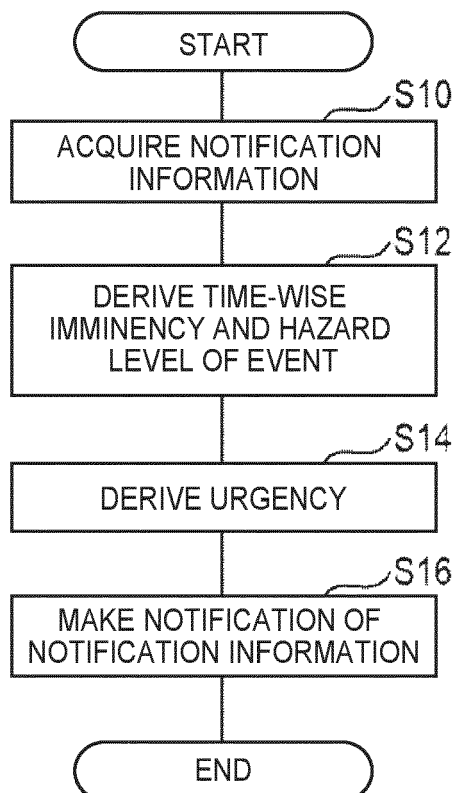 START
S10
ACQUIRE NOTIFICATION
INFORMATION
S12
DERIVE TIME-WISE
IMMINENCY AND HAZARD
LEVEL OF EVENT
S14
DERIVE URGENCY
S16
MAKE NOTIFICATION OF
NOTIFICATION INFORMATION
END